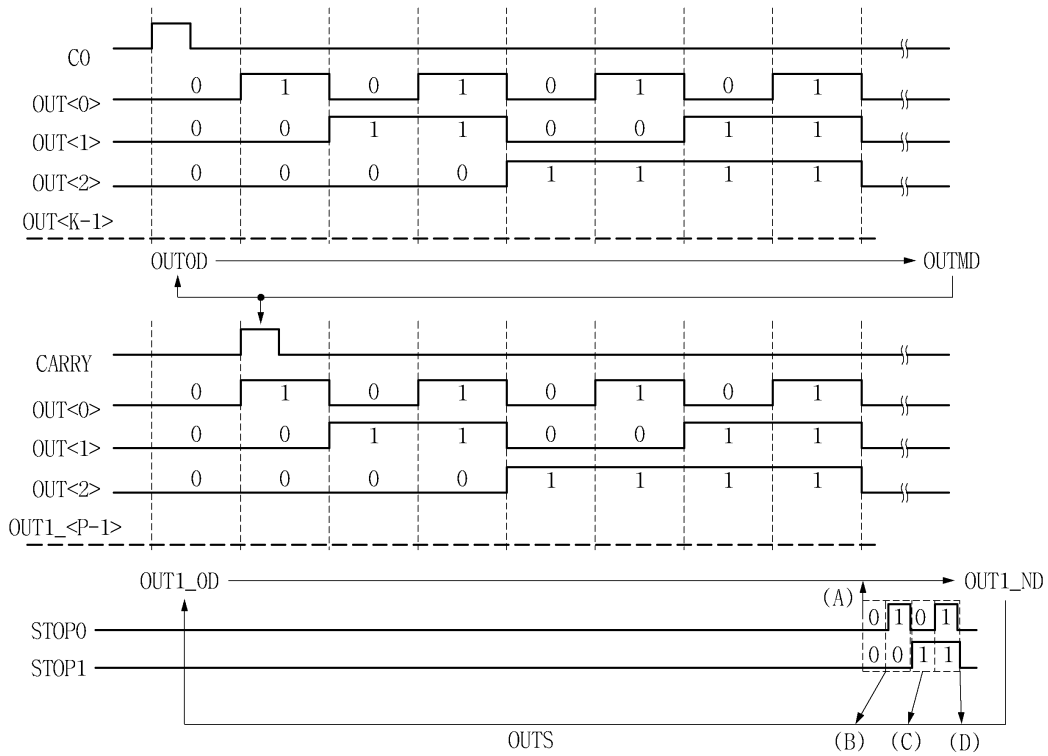 CO
0 1 0 1 0 1 0 1
OUT<0>
0 0 1 1 0 0 1 1
OUT<1>
0 0 0 0 1 1 1 1
OUT<2>
OUT<K-1>
OUT0D OUTMD
CARRY
0 1 0 1 0 1 0 1
OUT<0>
0 0 1 1 0 0 1 1
OUT<1>
0 0 0 0 1 1 1 1
OUT<2>
OUT1_<P-1>
OUT1_0D OUT1_ND
(A)
STOP0 0 1 0 1
STOP1 0 0 1 1
OUTS (B) (C) (D)